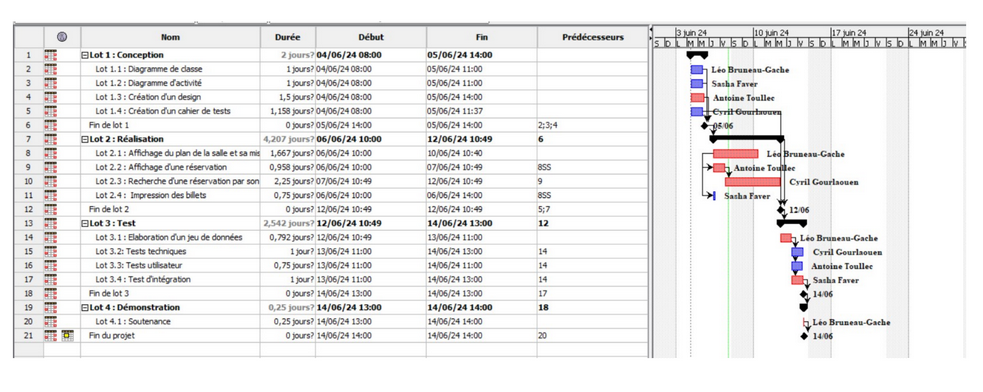 Nom Durée Début Fin Prédécesseurs
3 juin 24 10 juin 24 17 juin 24 24 juin 24
S D L M M J V S D L M M J V S D L M M J V S D L M M J V S
1 Lot 1 : Conception 2 jours? 04/06/24 08:00 05/06/24 14:00
2 Lot 1.1 : Diagramme de classe 1 jours? 04/06/24 08:00 05/06/24 11:00 Léo Bruneau-Gache
3 Lot 1.2 : Diagramme d'activité 1 jours? 04/06/24 08:00 05/06/24 11:00 Sasha Faver
4 Lot 1.3 : Création d'un design 1,5 jours? 04/06/24 08:00 05/06/24 14:00 Antoine Toullec
5 Lot 1.4 : Création d'un cahier de tests 1,158 jours? 04/06/24 08:00 05/06/24 11:37 Cyril Gourlaouen
6 Fin de lot 1 0 jours? 05/06/24 14:00 05/06/24 14:00 2;3;4 05/06
7 Lot 2 : Réalisation 4,207 jours? 06/06/24 10:00 12/06/24 10:49 6
8 Lot 2.1 : Affichage du plan de la salle et sa mis 1,667 jours? 06/06/24 10:00 10/06/24 10:40 Léo Bruneau-Gache
9 Lot 2.2 : Affichage d'une réservation 0,958 jours? 06/06/24 10:00 07/06/24 10:49 8SS Antoine Toullec
10 Lot 2.3 : Recherche d'une réservation par son 2,25 jours? 07/06/24 10:49 12/06/24 10:49 9 Cyril Gourlaouen
11 Lot 2.4 : Impression des billets 0,75 jours? 06/06/24 10:00 06/06/24 14:00 8SS Sasha Faver
12 Fin de lot 2 0 jours? 12/06/24 10:49 12/06/24 10:49 5;7 12/06
13 Lot 3 : Test 2,542 jours? 12/06/24 10:49 14/06/24 13:00 12
14 Lot 3.1 : Elaboration d'un jeu de données 0,792 jours? 12/06/24 10:49 13/06/24 11:00 Léo Bruneau-Gache
15 Lot 3.2: Tests techniques 1 jour? 13/06/24 11:00 14/06/24 13:00 14 Cyril Gourlaouen
16 Lot 3.3: Tests utilisateur 0,75 jours? 13/06/24 11:00 14/06/24 11:00 14 Antoine Toullec
17 Lot 3.4 : Test d'intégration 1 jour? 13/06/24 11:00 14/06/24 13:00 14 Sasha Faver
18 Fin de lot 3 0 jours? 14/06/24 13:00 14/06/24 13:00 17 14/06
19 Lot 4 : Démonstration 0,25 jours? 14/06/24 13:00 14/06/24 14:00 18
20 Lot 4.1 : Soutenance 0,25 jours? 14/06/24 13:00 14/06/24 14:00 Léo Bruneau-Gache
21 Fin du projet 0 jours? 14/06/24 14:00 14/06/24 14:00 20 14/06